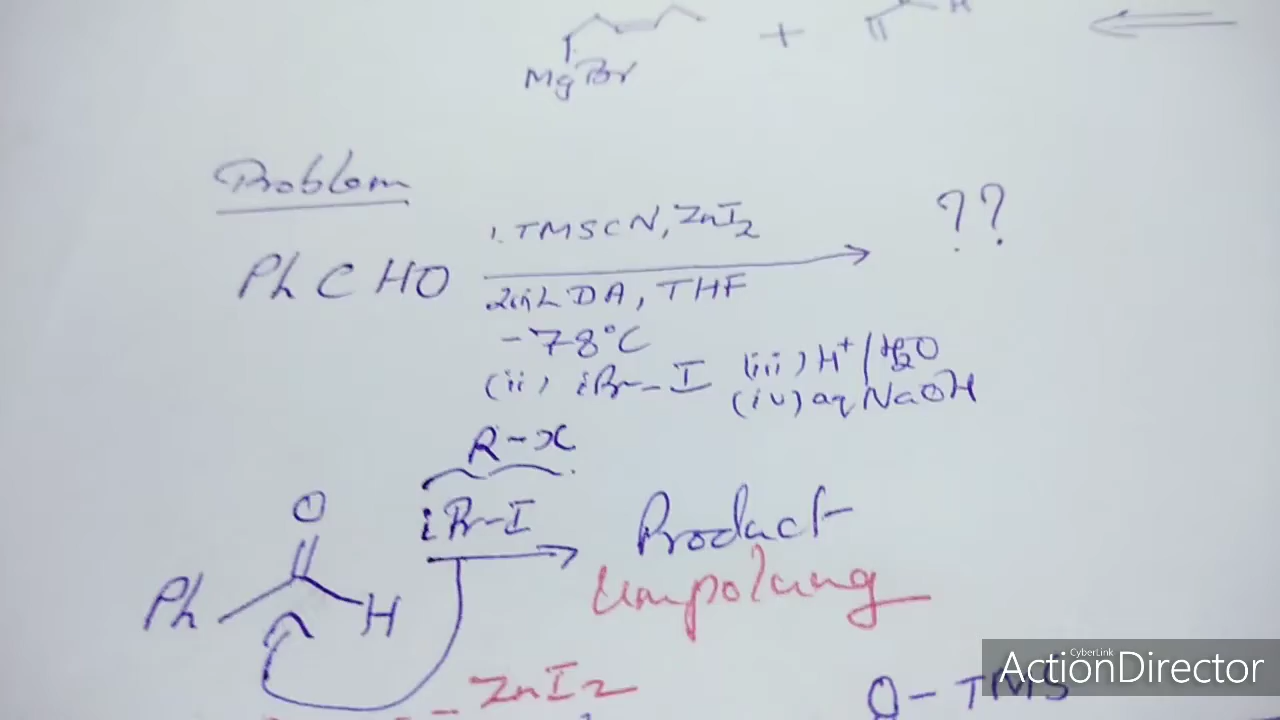 MgBr + H
Problem
1. TMSCN, ZnI2
PhCHO ??
2(i) LDA, THF
-78°C
(ii) iPr-I (iii) H+/H2O
(iv) aq NaOH
R-X
O
iPr-I Product
Ph H Umpolung
ZnI2
O-TMS
CyberLink
ActionDirector